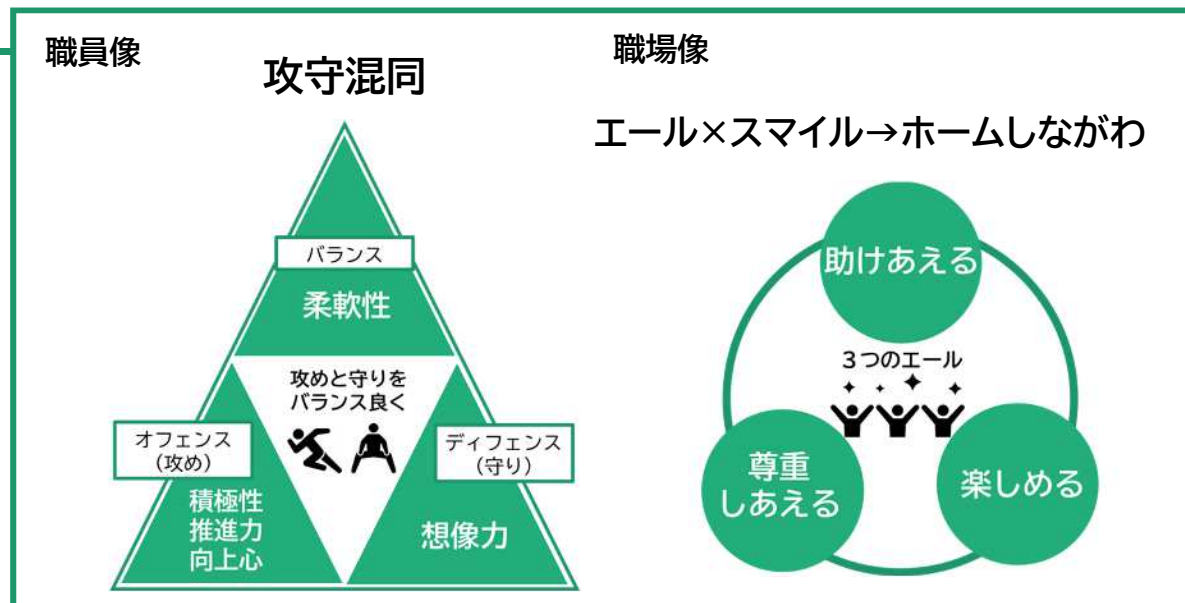 職員像
攻守混同
バランス
柔軟性
攻めと守りを
バランス良く
オフェンス
(攻め)
積極性
推進力
向上心
ディフェンス
(守り)
想像力
職場像
エール×スマイル→ホームしながわ
助けあえる
3つのエール
尊重
しあえる
楽しめる